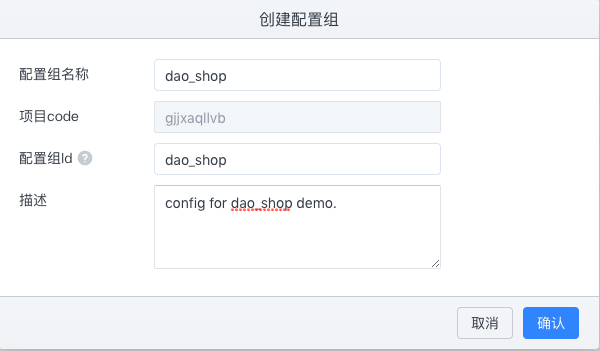 创建配置组
配置组名称 dao_shop
项目code gjjxaqllvb
配置组Id ? dao_shop
描述 config for dao_shop demo.
取消 确认